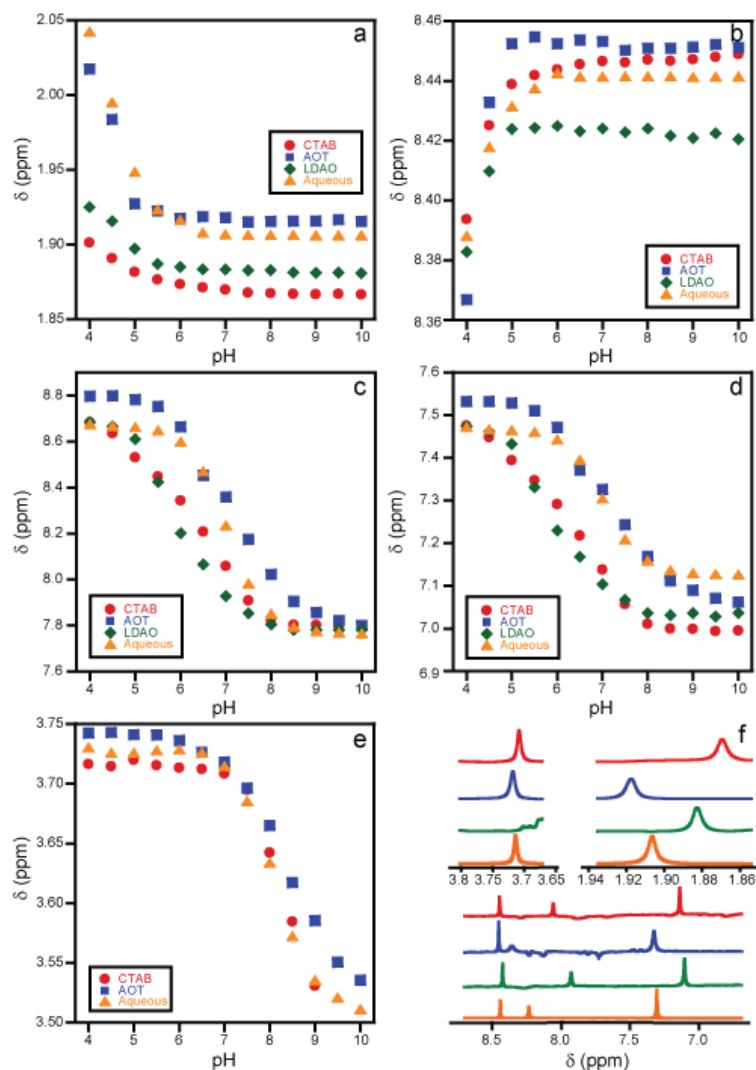 a
2.05
2.00
1.95
1.90
1.85
δ (ppm)
CTAB
AOT
LDAO
Aqueous
4 5 6 7 8 9 10
pH
b
8.46
8.44
8.42
8.40
8.38
8.36
δ (ppm)
CTAB
AOT
LDAO
Aqueous
4 5 6 7 8 9 10
pH
c
8.8
8.6
8.4
8.2
8.0
7.8
7.6
δ (ppm)
CTAB
AOT
LDAO
Aqueous
4 5 6 7 8 9 10
pH
d
7.6
7.5
7.4
7.3
7.2
7.1
7.0
6.9
δ (ppm)
CTAB
AOT
LDAO
Aqueous
4 5 6 7 8 9 10
pH
e
3.75
3.70
3.65
3.60
3.55
3.50
δ (ppm)
CTAB
AOT
Aqueous
4 5 6 7 8 9 10
pH
f
3.8 3.75 3.7 3.65
1.94 1.92 1.90 1.88 1.86
8.5 8.0 7.5 7.0
δ (ppm)